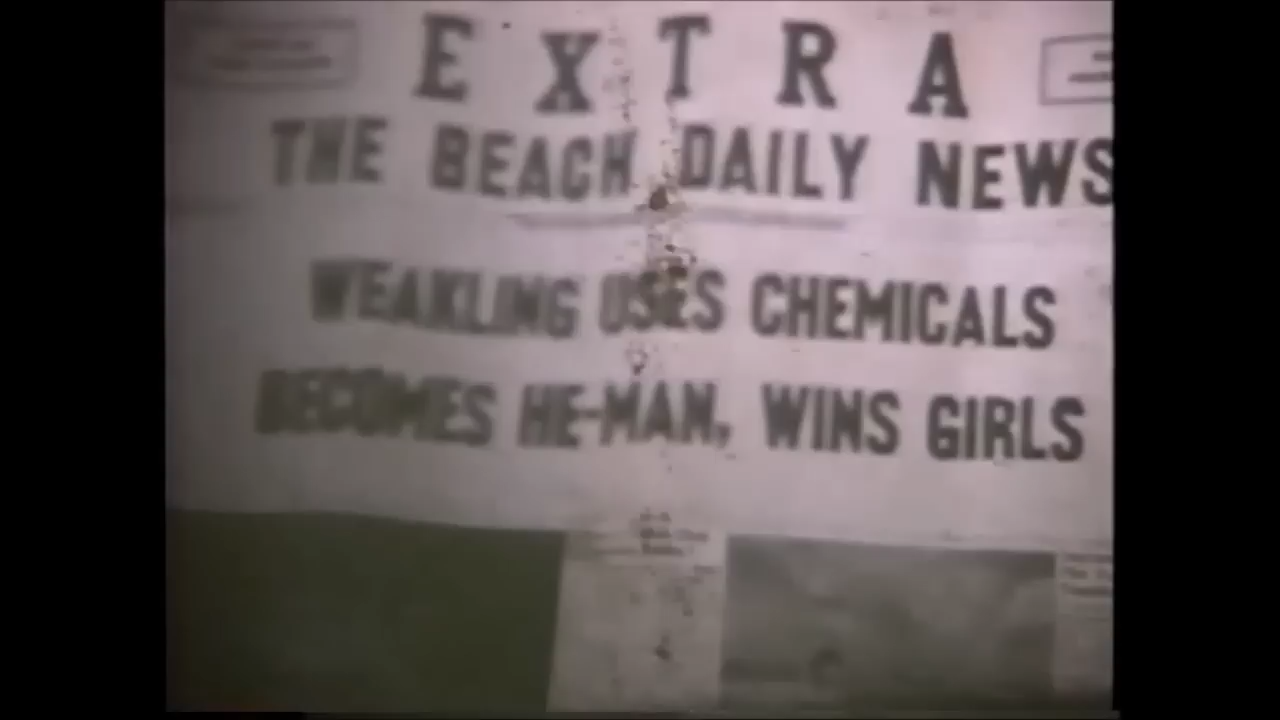 EXTRA
THE BEACH DAILY NEWS
WEAKLING USES CHEMICALS
BECOMES HE-MAN, WINS GIRLS